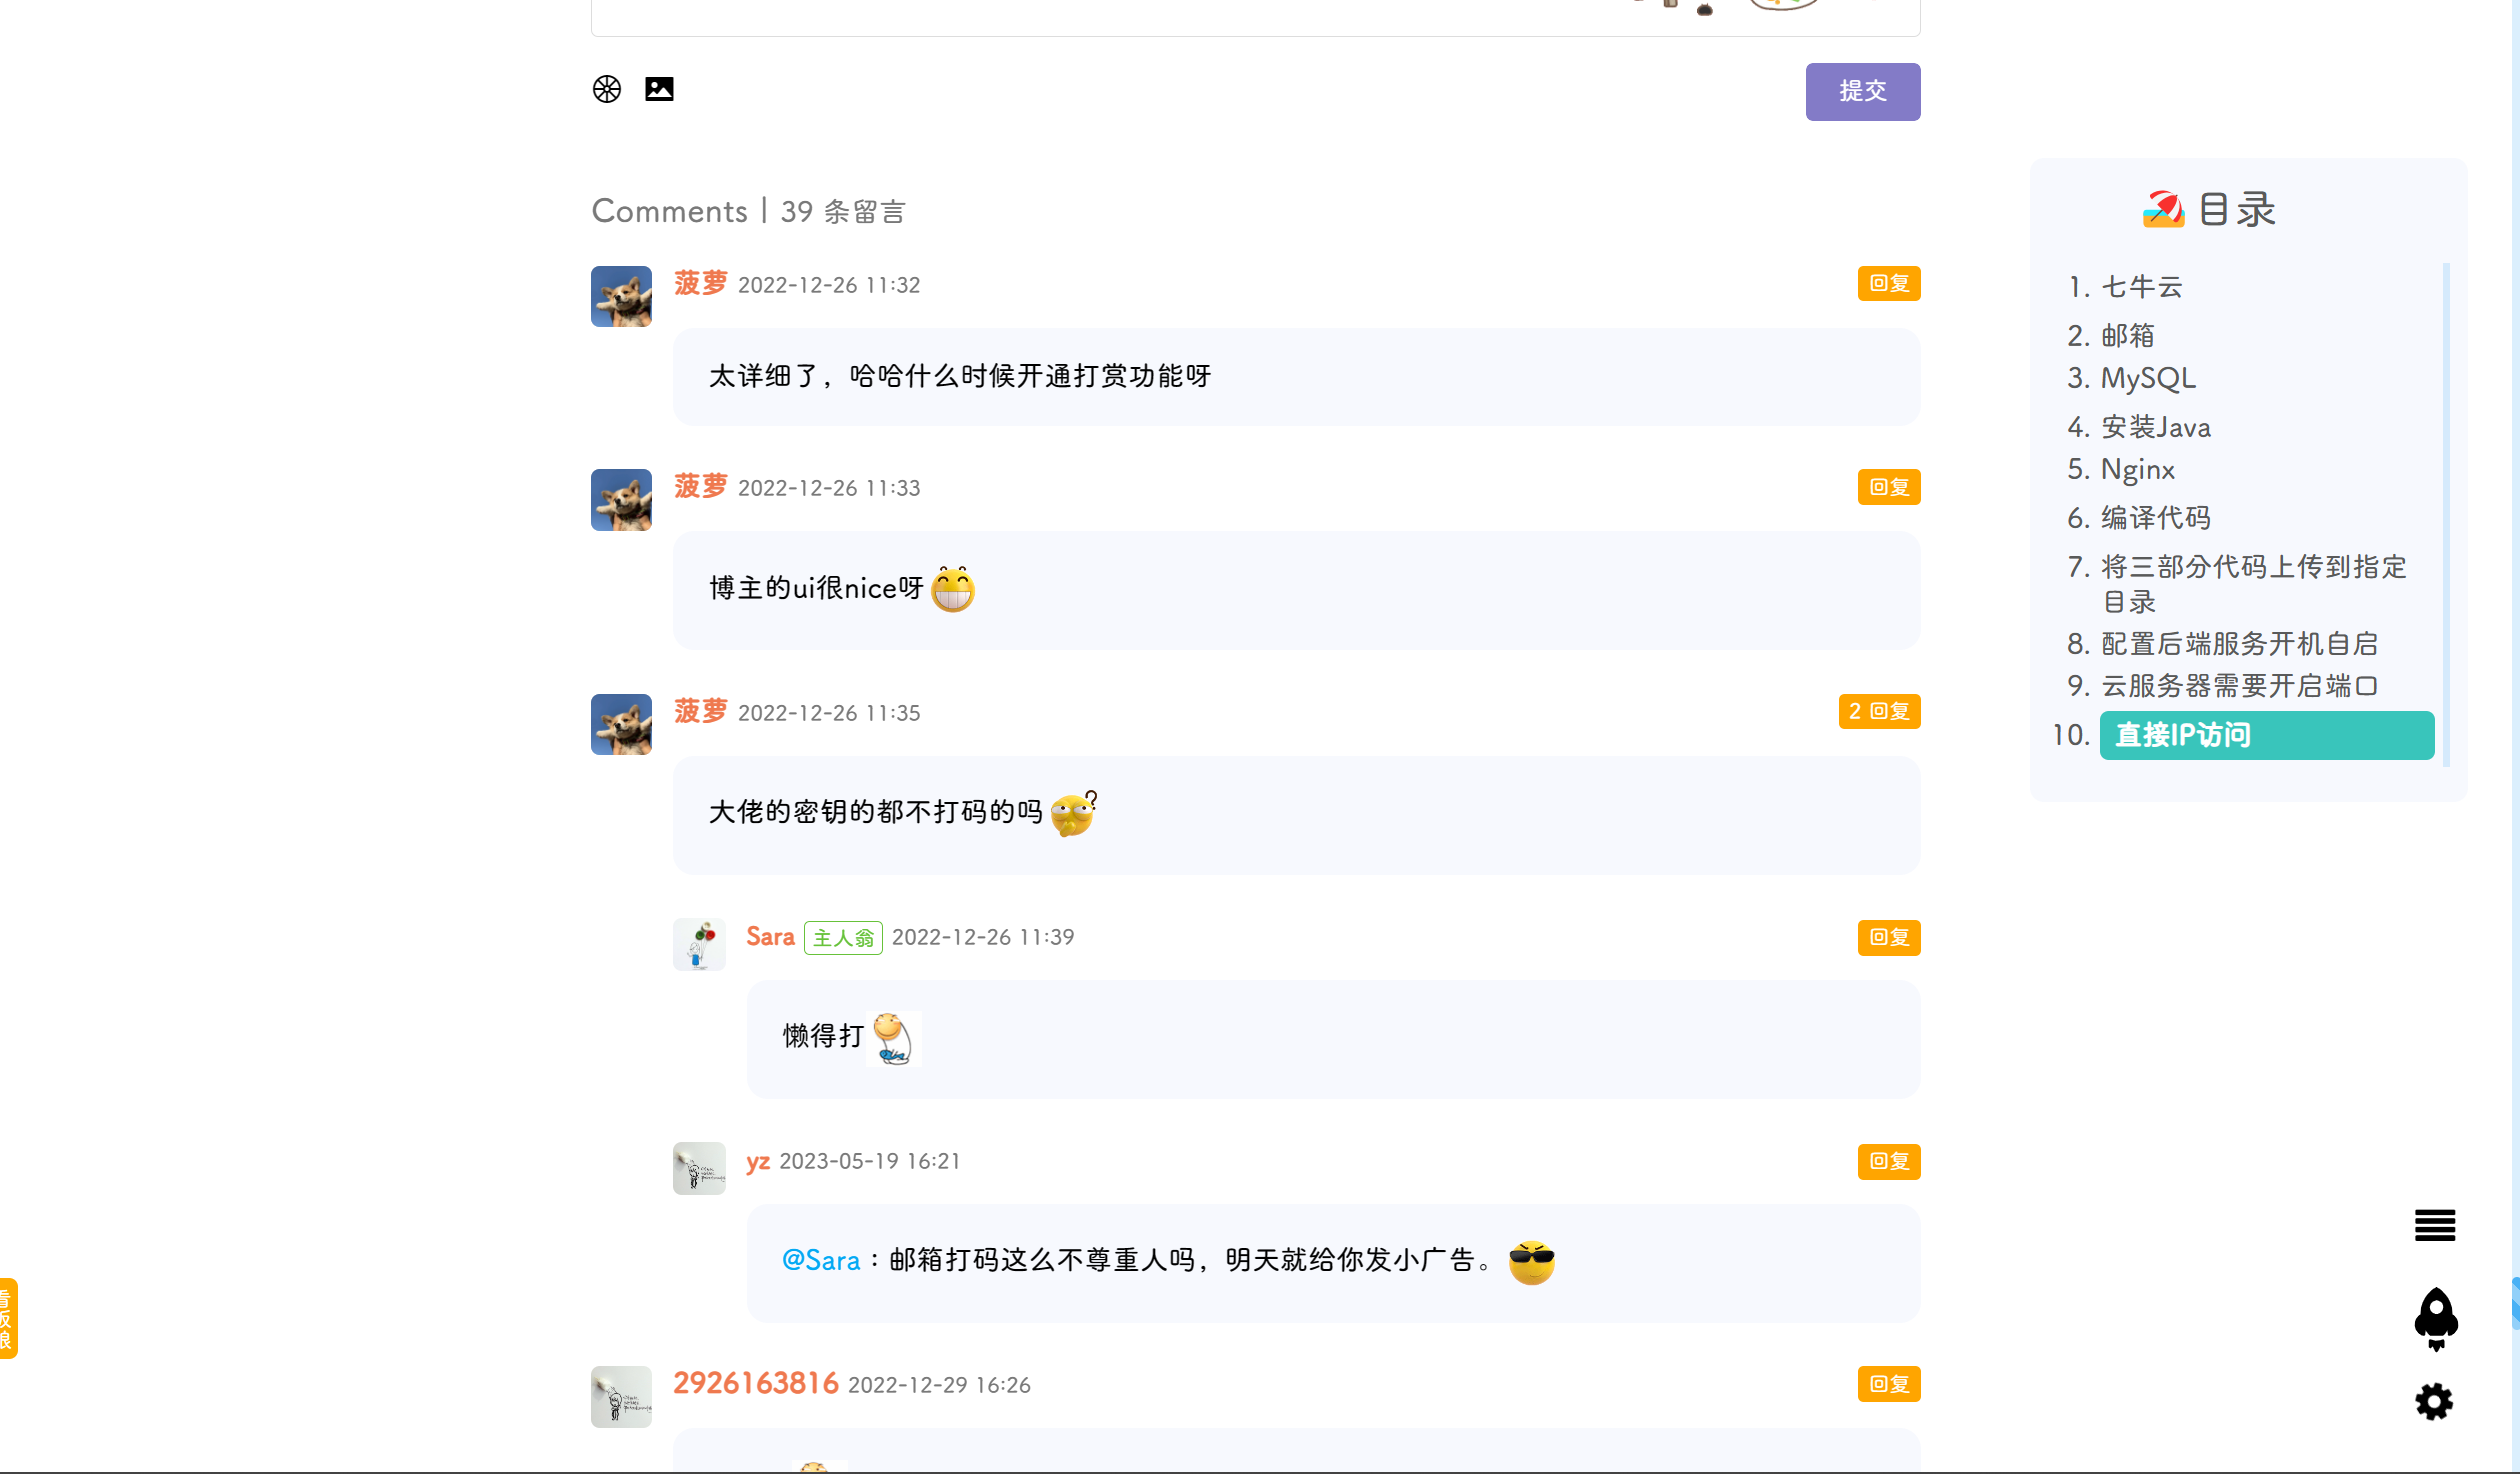 提交
Comments | 39 条留言
菠萝 2022-12-26 11:32
回复
太详细了，哈哈什么时候开通打赏功能呀
菠萝 2022-12-26 11:33
回复
博主的ui很nice呀
菠萝 2022-12-26 11:35
2 回复
大佬的密钥的都不打码的吗
Sara 主人翁 2022-12-26 11:39
回复
懒得打
yz 2023-05-19 16:21
回复
@Sara : 邮箱打码这么不尊重人吗，明天就给你发小广告。
2926163816 2022-12-29 16:26
回复
目录
1. 七牛云
2. 邮箱
3. MySQL
4. 安装Java
5. Nginx
6. 编译代码
7. 将三部分代码上传到指定
目录
8. 配置后端服务开机自启
9. 云服务器需要开启端口
10. 直接IP访问